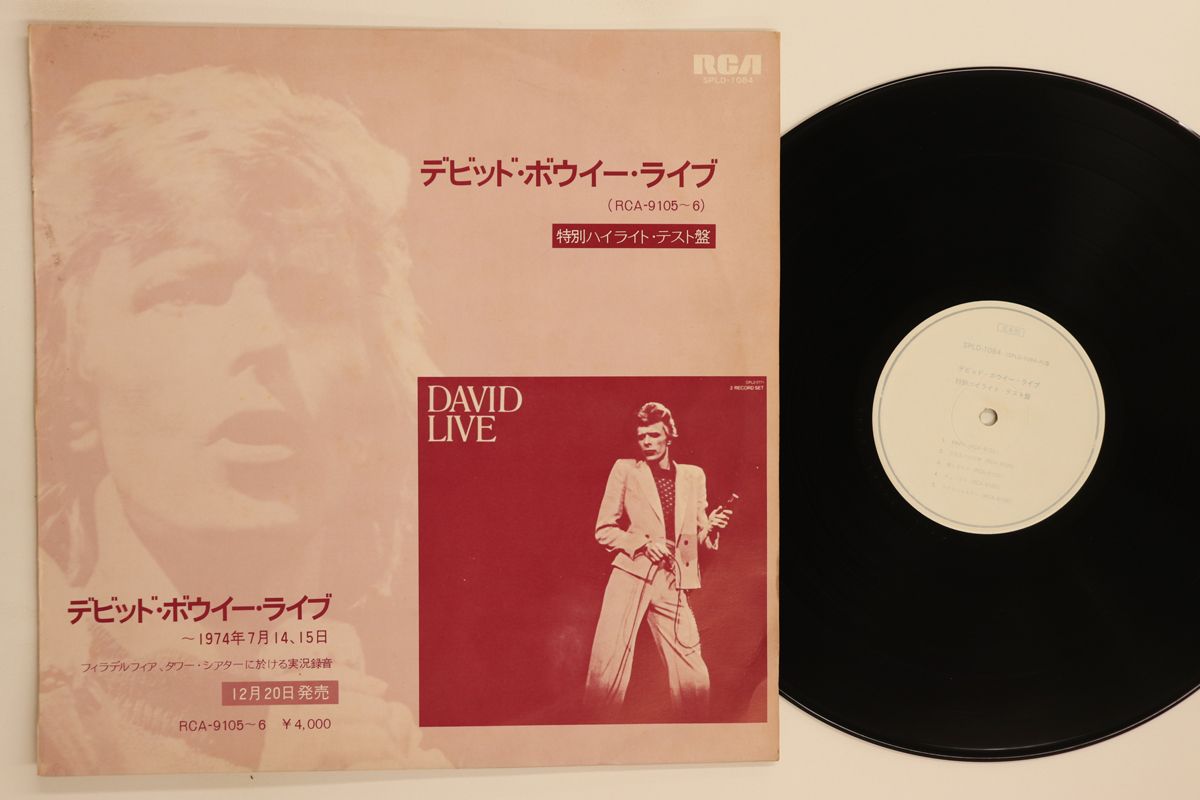 RCA
SPLD-1084
デビッド・ボウイー・ライブ
(RCA-9105～6)
特別ハイライト・テスト盤
DAVID
LIVE
2 RECORD SET
デビッド・ボウイー・ライブ
～1974年7月14、15日
フィラデルフィア、タワー・シアターに於ける実況録音
12月20日発売
RCA-9105～6 ￥4,000
SPLD-1084
デビッド・ボウイー・ライブ
特別ハイライト・テスト盤